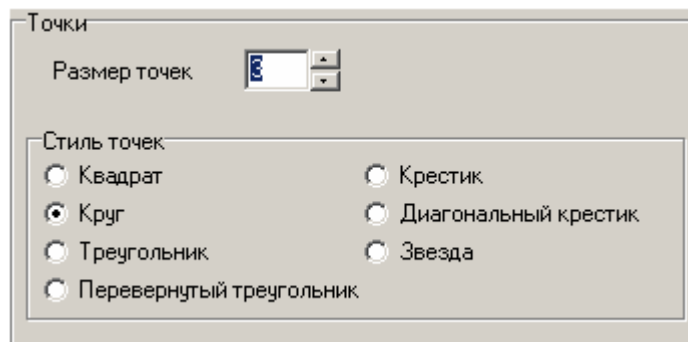 Точки
Размер точек 3
Стиль точек
Квадрат Крестик
Круг Диагональный крестик
Треугольник Звезда
Перевернутый треугольник